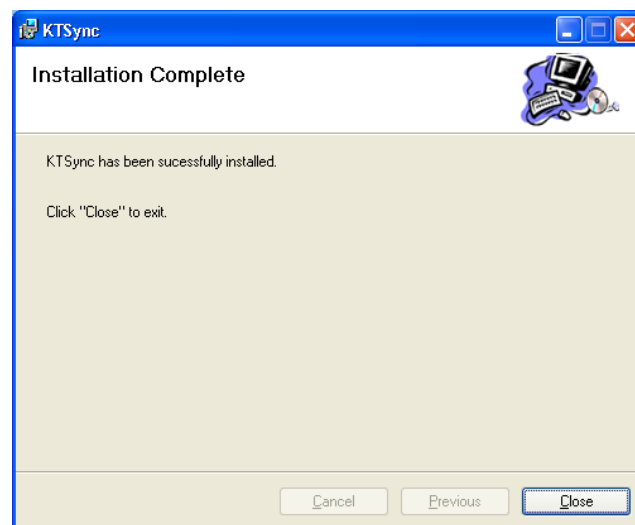 KTSync
Installation Complete
KTSync has been sucessfully installed.
Click "Close" to exit.
Cancel
Previous
Close